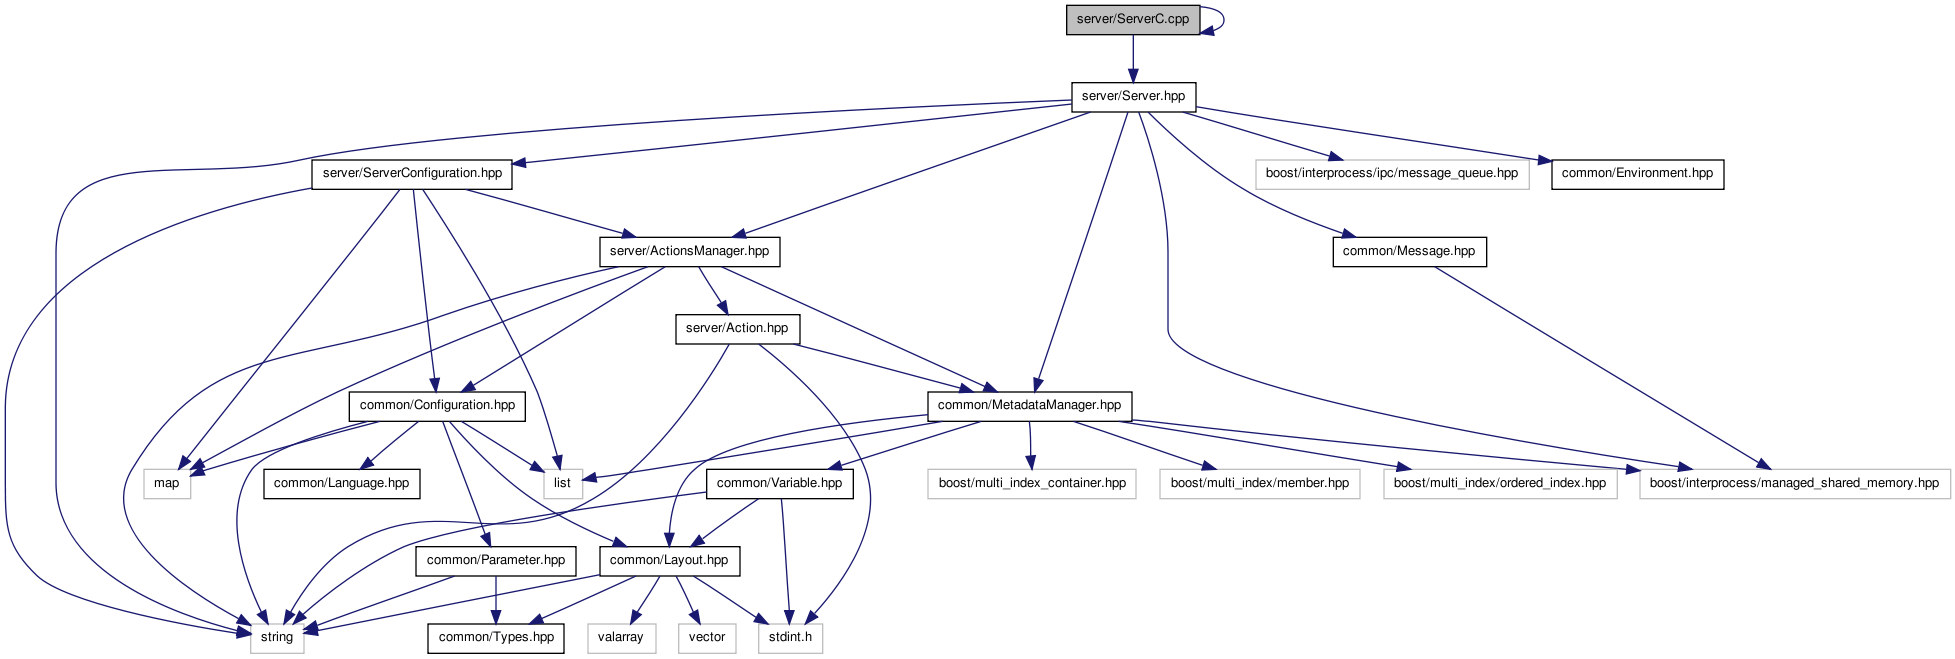 server/ServerC.cpp
server/Server.hpp
server/ServerConfiguration.hpp
boost/interprocess/ipc/message_queue.hpp
common/Environment.hpp
server/ActionsManager.hpp
common/Message.hpp
server/Action.hpp
common/Configuration.hpp
common/MetadataManager.hpp
map
common/Language.hpp
list
common/Variable.hpp
boost/multi_index_container.hpp
boost/multi_index/member.hpp
boost/multi_index/ordered_index.hpp
boost/interprocess/managed_shared_memory.hpp
common/Parameter.hpp
common/Layout.hpp
string
common/Types.hpp
valarray
vector
stdint.h